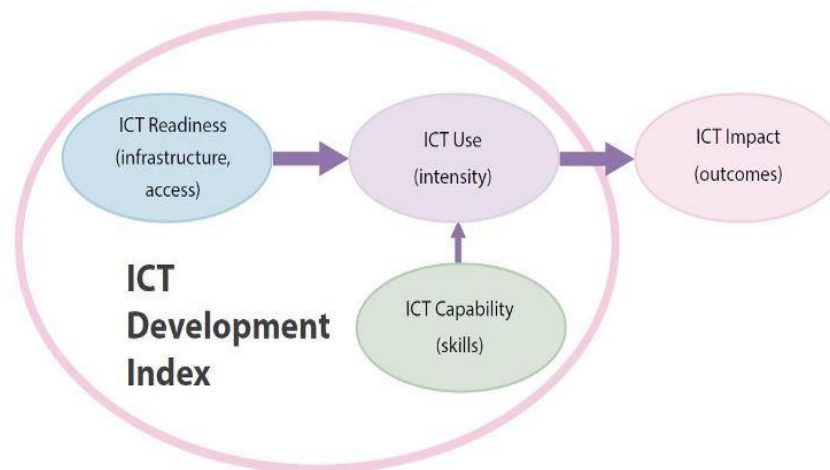 ICT Readiness
(infrastructure,
access)
ICT Use
(intensity)
ICT Impact
(outcomes)
ICT Capability
(skills)
ICT
Development
Index